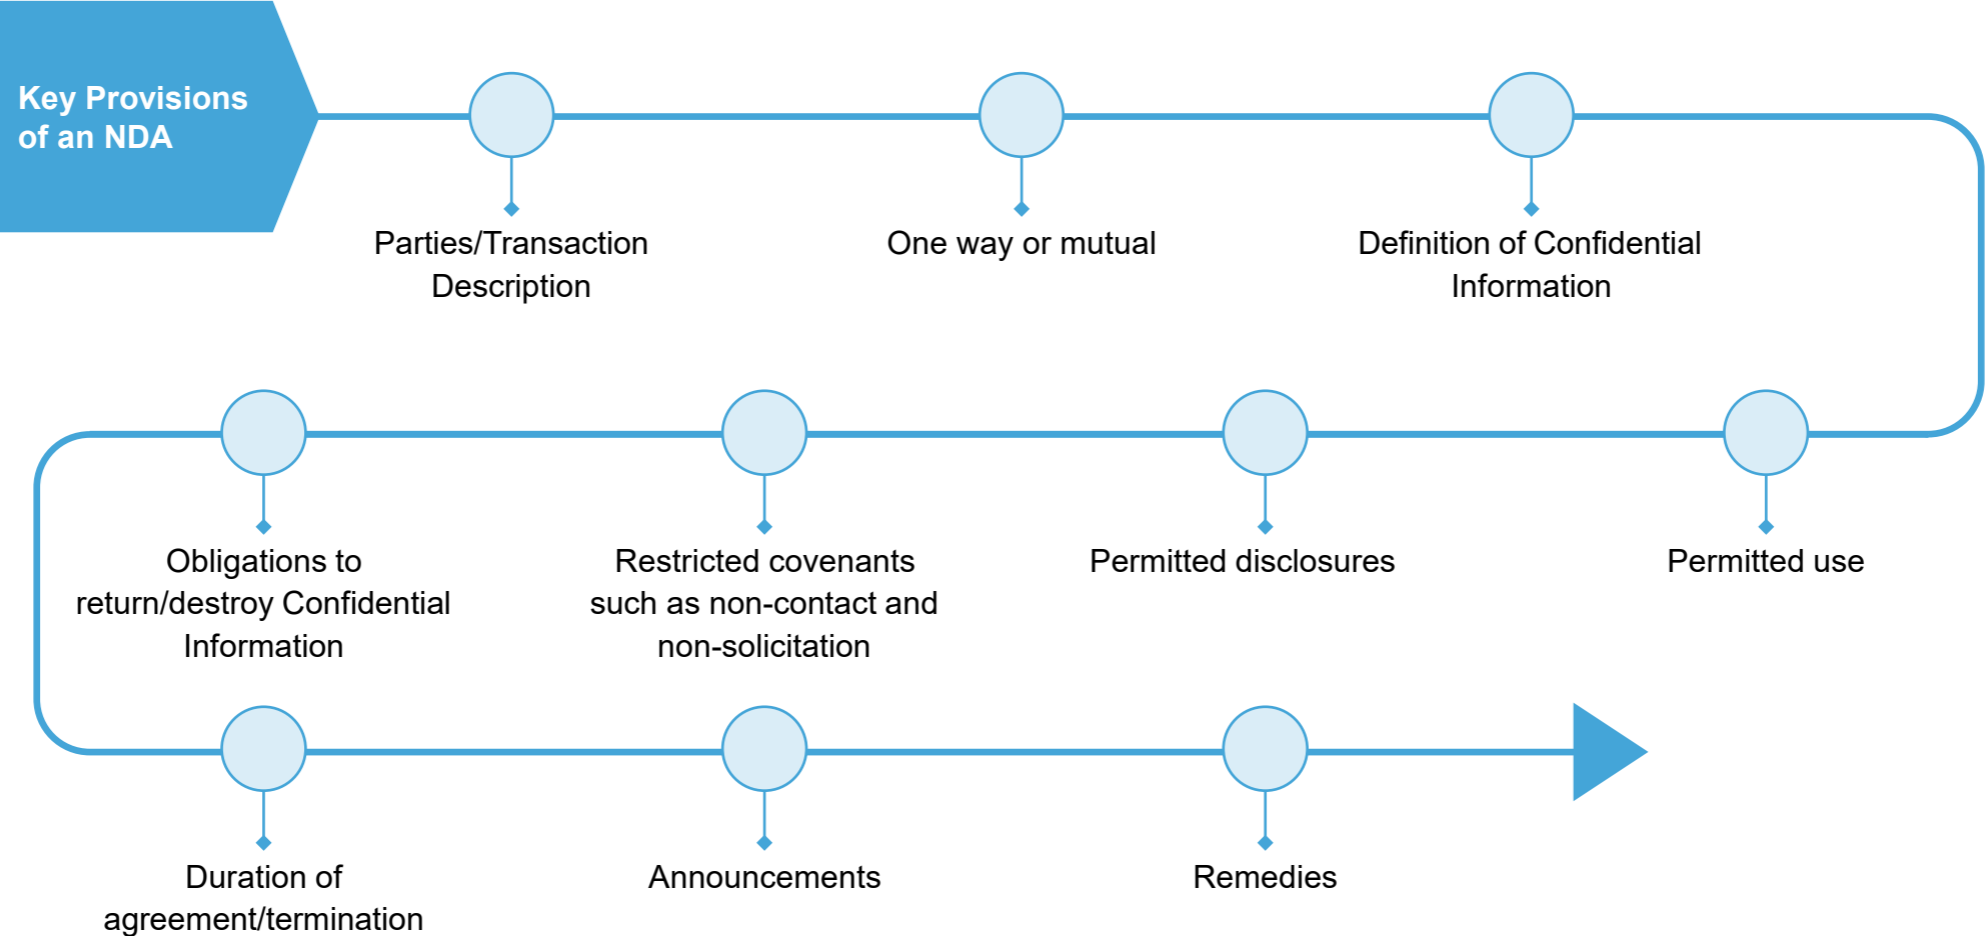 Key Provisions
of an NDA
Parties/Transaction
Description
One way or mutual
Definition of Confidential
Information
Permitted use
Permitted disclosures
Restricted covenants
such as non-contact and
non-solicitation
Obligations to
return/destroy Confidential
Information
Duration of
agreement/termination
Announcements
Remedies